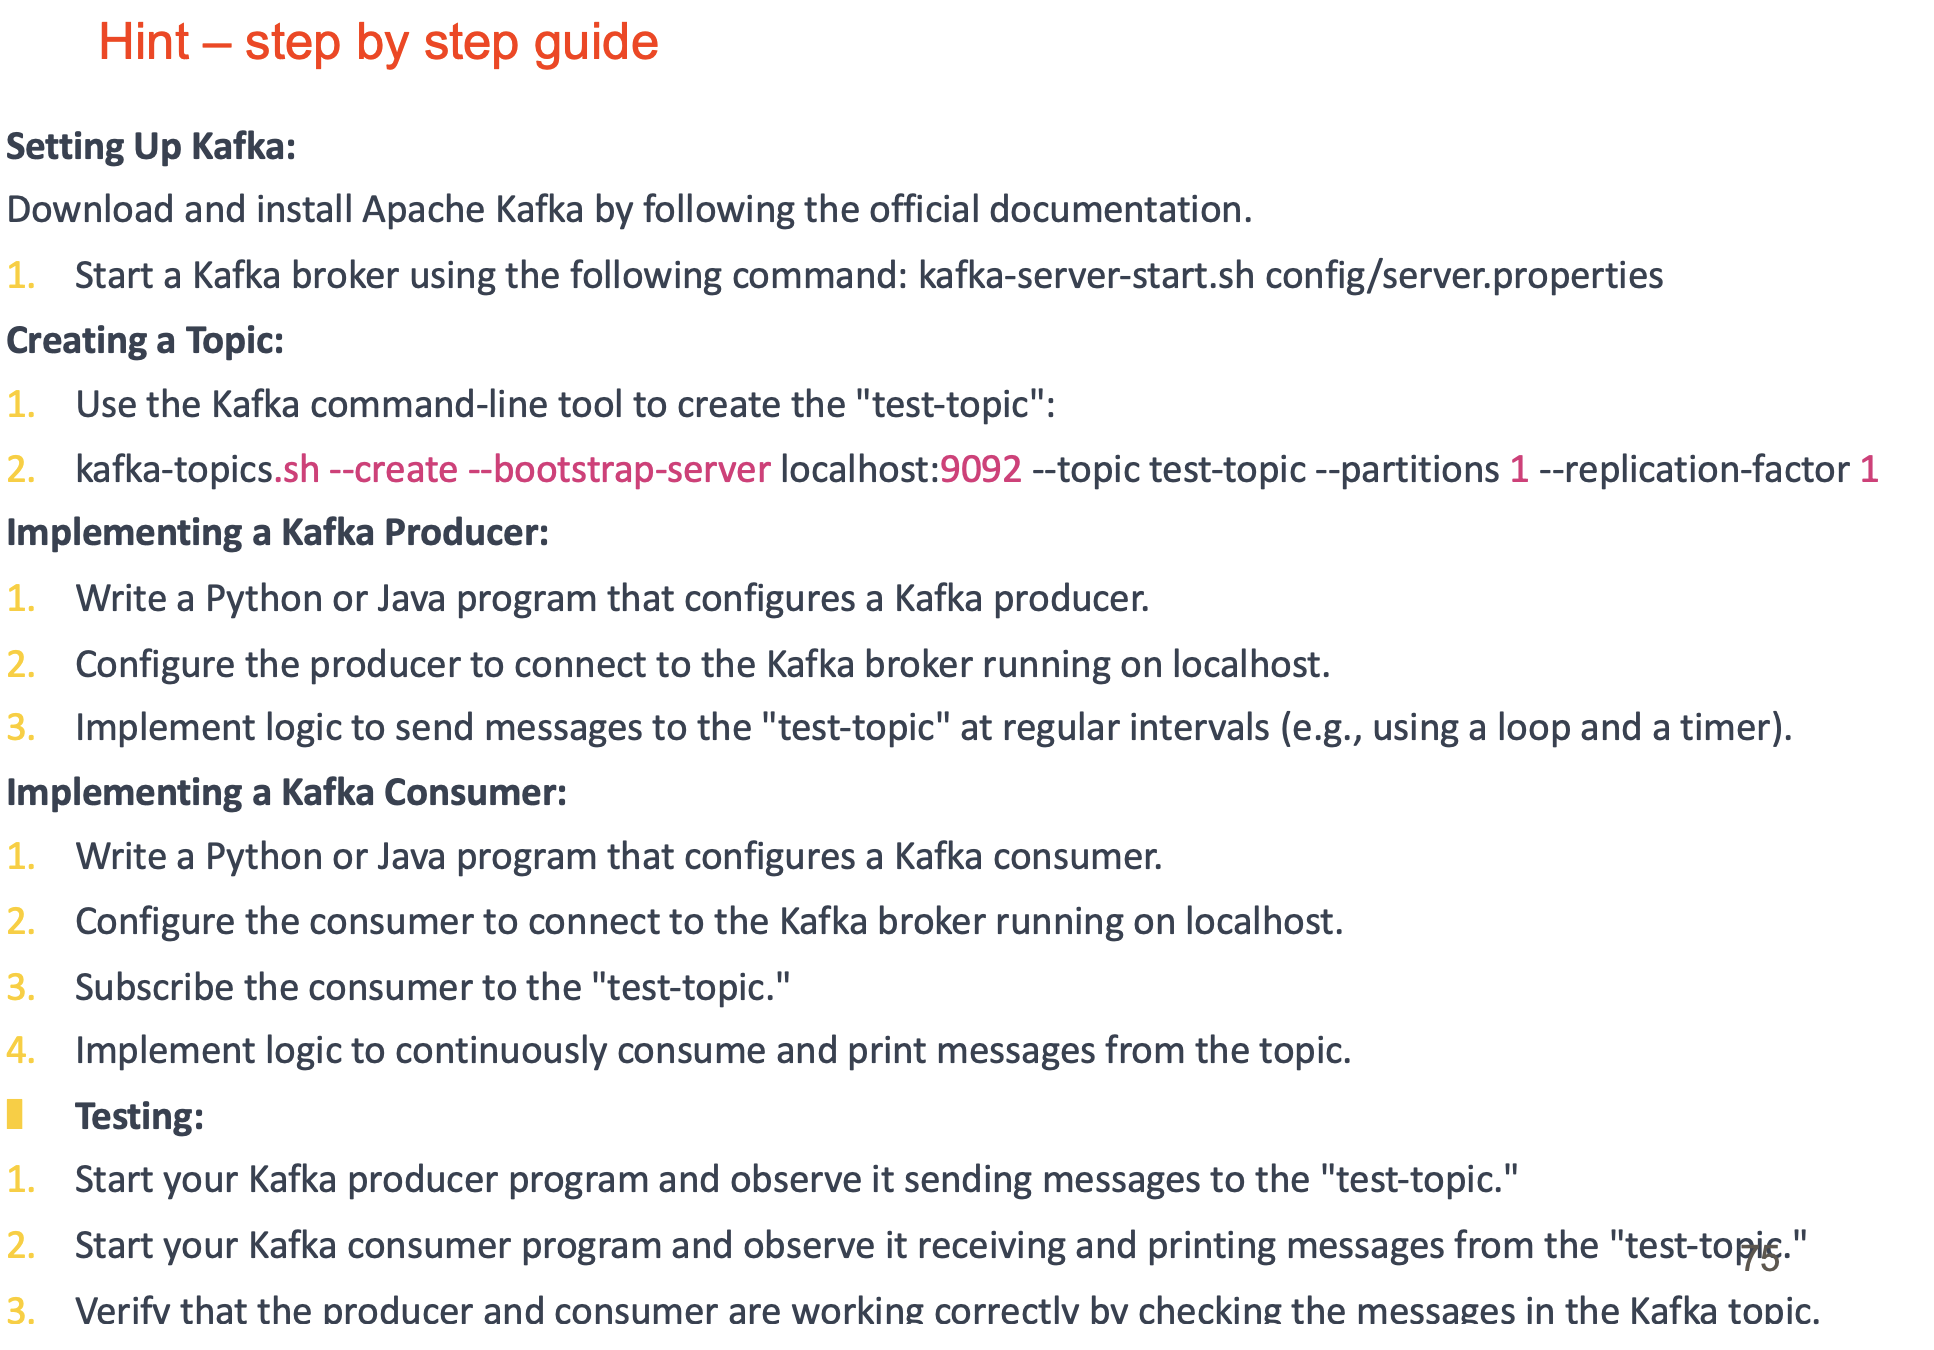 Hint – step by step guide
Setting Up Kafka:
Download and install Apache Kafka by following the official documentation.
1. Start a Kafka broker using the following command: kafka-server-start.sh config/server.properties
Creating a Topic:
1. Use the Kafka command-line tool to create the "test-topic":
2. kafka-topics.sh --create --bootstrap-server localhost:9092 --topic test-topic --partitions 1 --replication-factor 1
Implementing a Kafka Producer:
1. Write a Python or Java program that configures a Kafka producer.
2. Configure the producer to connect to the Kafka broker running on localhost.
3. Implement logic to send messages to the "test-topic" at regular intervals (e.g., using a loop and a timer).
Implementing a Kafka Consumer:
1. Write a Python or Java program that configures a Kafka consumer.
2. Configure the consumer to connect to the Kafka broker running on localhost.
3. Subscribe the consumer to the "test-topic."
4. Implement logic to continuously consume and print messages from the topic.
Testing:
1. Start your Kafka producer program and observe it sending messages to the "test-topic."
2. Start your Kafka consumer program and observe it receiving and printing messages from the "test-topic."
75
3. Verify that the producer and consumer are working correctly by checking the messages in the Kafka topic.